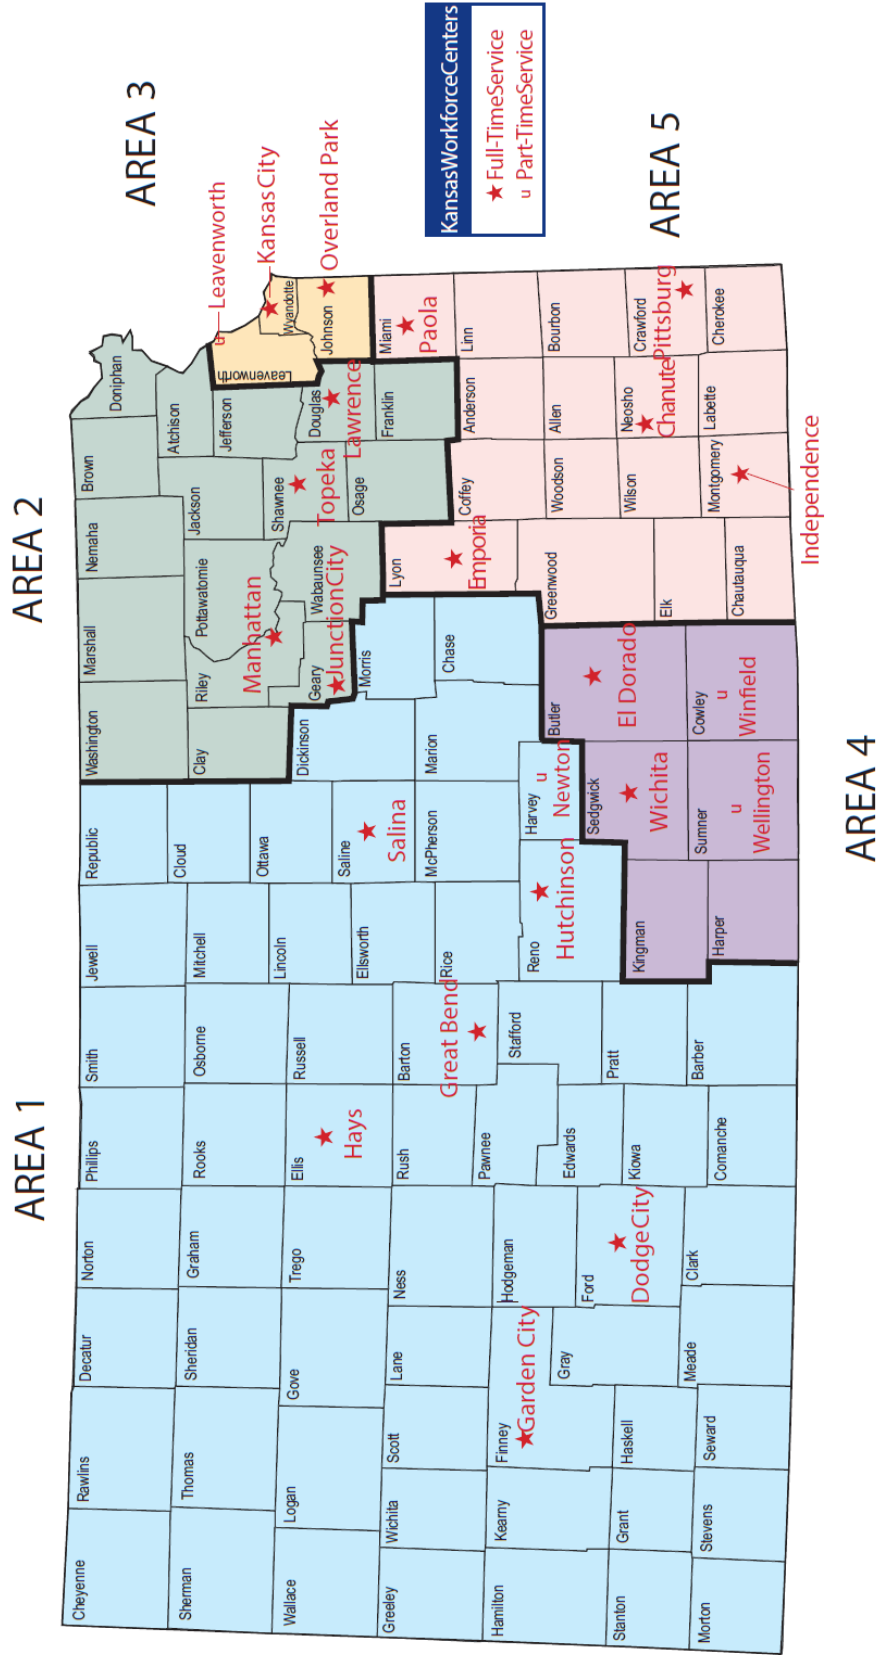 AREA 1
AREA 2
AREA 3
Cheyenne
Rawlins
Decatur
Norton
Phillips
Smith
Jewell
Republic
Washington
Marshall
Nemaha
Brown
Doniphan
Sherman
Thomas
Sheridan
Graham
Rooks
Osborne
Mitchell
Cloud
Clay
Riley
Pottawatomie
Jackson
Atchison
Jefferson
Leavenworth
Leavenworth
Wyandotte
KansasCity
Manhattan
Wallace
Logan
Gove
Trego
Ellis
Hays
Russell
Lincoln
Ottawa
Dickinson
Geary
JunctionCity
Wabaunsee
Shawnee
Topeka
Douglas
Lawrence
Johnson
Overland Park
Greeley
Wichita
Scott
Lane
Ness
Rush
Barton
Great Bend
Ellsworth
Saline
Salina
Morris
Osage
Franklin
Miami
Paola
Hamilton
Kearny
Finney
Garden City
Hodgeman
Pawnee
Stafford
Rice
McPherson
Marion
Chase
Lyon
Emporia
Coffey
Anderson
Linn
Gray
Ford
DodgeCity
Edwards
Reno
Hutchinson
Harvey
u
Newton
Butler
El Dorado
Greenwood
Woodson
Allen
Bourbon
Stanton
Grant
Haskell
Kiowa
Pratt
Kingman
Sedgwick
Wichita
Elk
Wilson
Neosho
Chanute
Crawford
Pittsburg
Morton
Stevens
Seward
Meade
Clark
Comanche
Barber
Harper
Sumner
u
Wellington
Cowley
u
Winfield
Chautauqua
Montgomery
Independence
Labette
Cherokee
KansasWorkforceCenters
Full-TimeService
u Part-TimeService
AREA 4
AREA 5
u